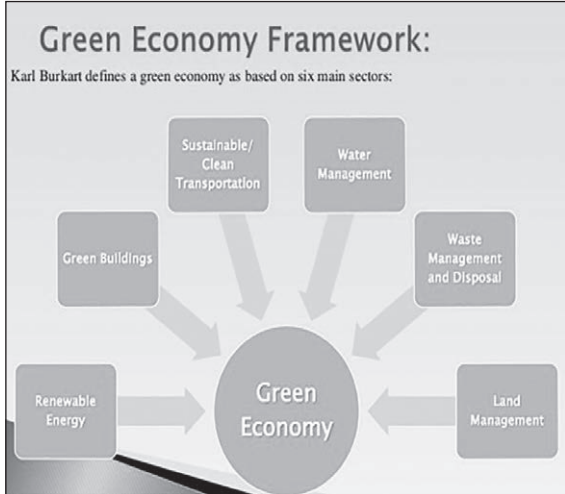 Green Economy Framework:
Karl Burkart defines a green economy as based on six main sectors:
Sustainable/
Clean
Transportation
Water
Management
Green Buildings
Waste
Management
and Disposal
Renewable
Energy
Green
Economy
Land
Management